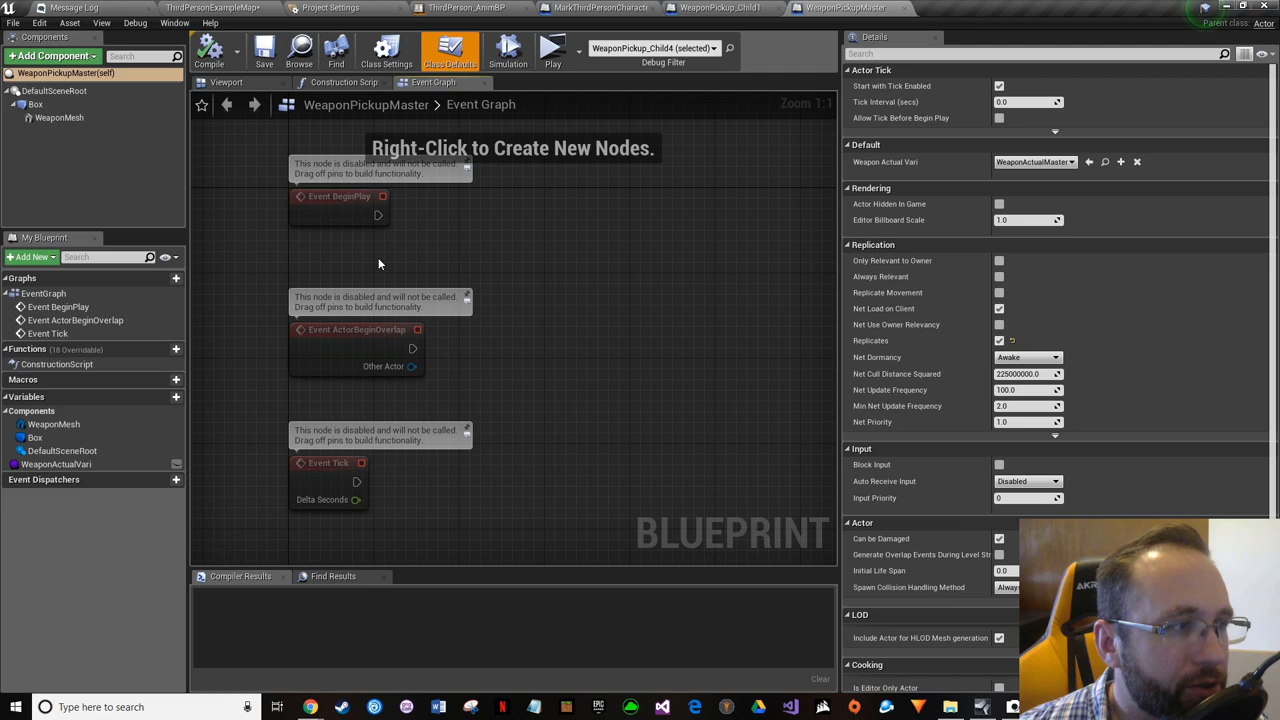 Message Log
ThirdPersonExampleMap*
Project Settings
ThirdPerson_AnimBP
MarkThirdPersonCharacte
WeaponPickup_Child1
WeaponPickupMaster
File
Edit
Asset
View
Debug
Window
Help
Parent class: Actor
Components
+ Add Component
Search
WeaponPickupMaster(self)
DefaultSceneRoot
Box
WeaponMesh
My Blueprint
+ Add New
Search
Graphs
EventGraph
Event BeginPlay
Event ActorBeginOverlap
Event Tick
Functions (18 Overridable)
ConstructionScript
Macros
Variables
Components
WeaponMesh
Box
DefaultSceneRoot
WeaponActualVari
Event Dispatchers
Compile
Save
Browse
Find
Class Settings
Class Defaults
Simulation
Play
WeaponPickup_Child4 (selected)
Debug Filter
Viewport
Construction Scrip
Event Graph
WeaponPickupMaster > Event Graph
Zoom 1:1
Right-Click to Create New Nodes.
This node is disabled and will not be called.
Drag off pins to build functionality.
Event BeginPlay
This node is disabled and will not be called.
Drag off pins to build functionality.
Event ActorBeginOverlap
Other Actor
This node is disabled and will not be called.
Drag off pins to build functionality.
Event Tick
Delta Seconds
BLUEPRINT
Compiler Results
Find Results
Clear
Details
Search
Actor Tick
Start with Tick Enabled
Tick Interval (secs) 0.0
Allow Tick Before Begin Play
Default
Weapon Actual Vari WeaponActualMaster
Rendering
Actor Hidden In Game
Editor Billboard Scale 1.0
Replication
Only Relevant to Owner
Always Relevant
Replicate Movement
Net Load on Client
Net Use Owner Relevancy
Replicates
Net Dormancy Awake
Net Cull Distance Squared 225000000.0
Net Update Frequency 100.0
Min Net Update Frequency 2.0
Net Priority 1.0
Input
Block Input
Auto Receive Input Disabled
Input Priority 0
Actor
Can be Damaged
Generate Overlap Events During Level Str
Initial Life Span 0.0
Spawn Collision Handling Method Alway
LOD
Include Actor for HLOD Mesh generation
Cooking
Is Editor Only Actor
Type here to search